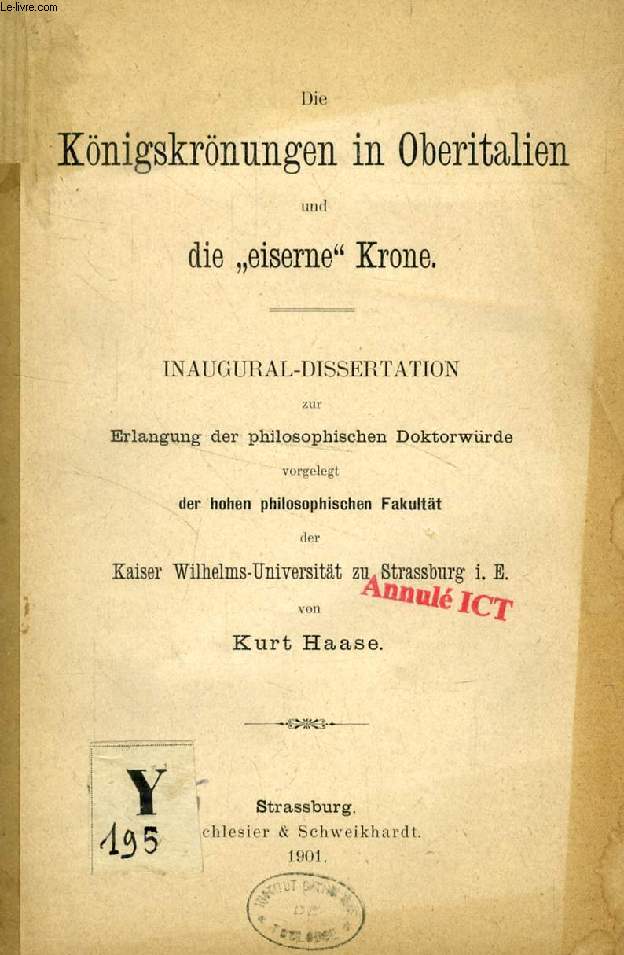 Le-livre.com
Die
Königskrönungen in Oberitalien
und
die „eiserne“ Krone.
INAUGURAL-DISSERTATION
zur
Erlangung der philosophischen Doktorwürde
vorgelegt
der hohen philosophischen Fakultät
der
Kaiser Wilhelms-Universität zu Strassburg i. E.
Annulé ICT
von
Kurt Haase.
Y
195
Strassburg.
chlesier & Schweikhardt.
1901.
INSTITUT
TOULOUSE